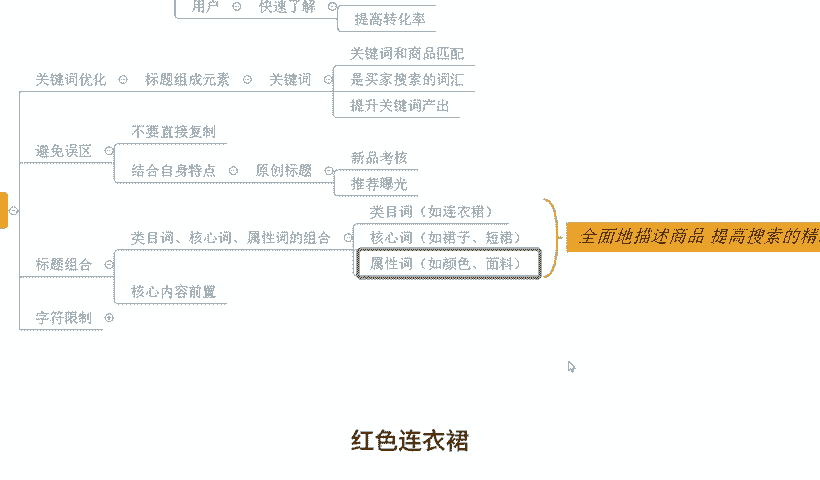 用户
快速了解
提高转化率
关键词优化
标题组成元素
关键词
关键词和商品匹配
是买家搜索的词汇
提升关键词产出
避免误区
不要直接复制
结合自身特点
原创标题
新品考核
推荐曝光
标题组合
类目词、核心词、属性词的组合
类目词（如连衣裙）
核心词（如裙子、短裙）
属性词（如颜色、面料）
全面地描述商品 提高搜索的精
核心内容前置
字符限制
红色连衣裙